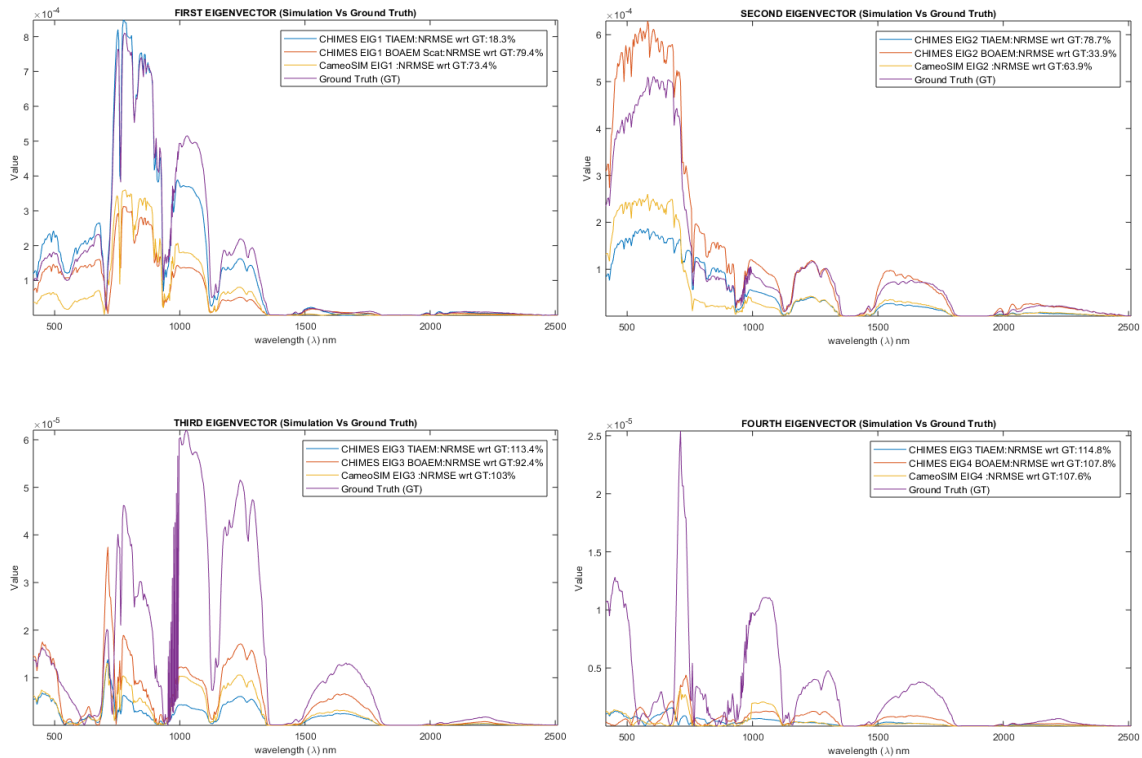 FIRST EIGENVECTOR (Simulation Vs Ground Truth)
×10-4
CHIMES EIG1 TIAEM:NRMSE wrt GT:18.3%
CHIMES EIG1 BOAEM Scat:NRMSE wrt GT:79.4%
CameoSIM EIG1 :NRMSE wrt GT:73.4%
Ground Truth (GT)
8
7
6
5
4
3
2
1
Value
500 1000 1500 2000 2500
wavelength (λ) nm
SECOND EIGENVECTOR (Simulation Vs Ground Truth)
×10-4
CHIMES EIG2 TIAEM:NRMSE wrt GT:78.7%
CHIMES EIG2 BOAEM:NRMSE wrt GT:33.9%
CameoSIM EIG2 :NRMSE wrt GT:63.9%
Ground Truth (GT)
6
5
4
3
2
1
Value
500 1000 1500 2000 2500
wavelength (λ) nm
THIRD EIGENVECTOR (Simulation Vs Ground Truth)
×10-5
CHIMES EIG3 TIAEM:NRMSE wrt GT:113.4%
CHIMES EIG3 BOAEM:NRMSE wrt GT:92.4%
CameoSIM EIG3 :NRMSE wrt GT:103%
Ground Truth (GT)
6
5
4
3
2
1
Value
500 1000 1500 2000 2500
wavelength (λ) nm
FOURTH EIGENVECTOR (Simulation Vs Ground Truth)
×10-5
CHIMES EIG3 TIAEM:NRMSE wrt GT:114.8%
CHIMES EIG4 BOAEM:NRMSE wrt GT:107.8%
CameoSIM EIG4 :NRMSE wrt GT:107.6%
Ground Truth (GT)
2.5
2
1.5
1
0.5
Value
500 1000 1500 2000 2500
wavelength (λ) nm